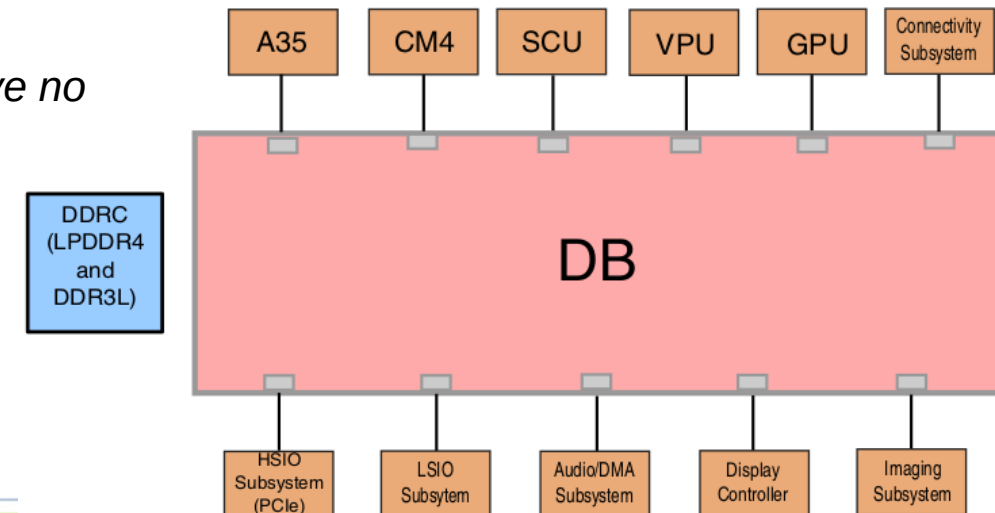 A35
CM4
SCU
VPU
GPU
Connectivity
Subsystem
no
DDRC
(LPDDR4
and
DDR3L)
DB
HSIO
Subsystem
(PCIe)
LSIO
Subsytem
Audio/DMA
Subsystem
Display
Controller
Imaging
Subsystem